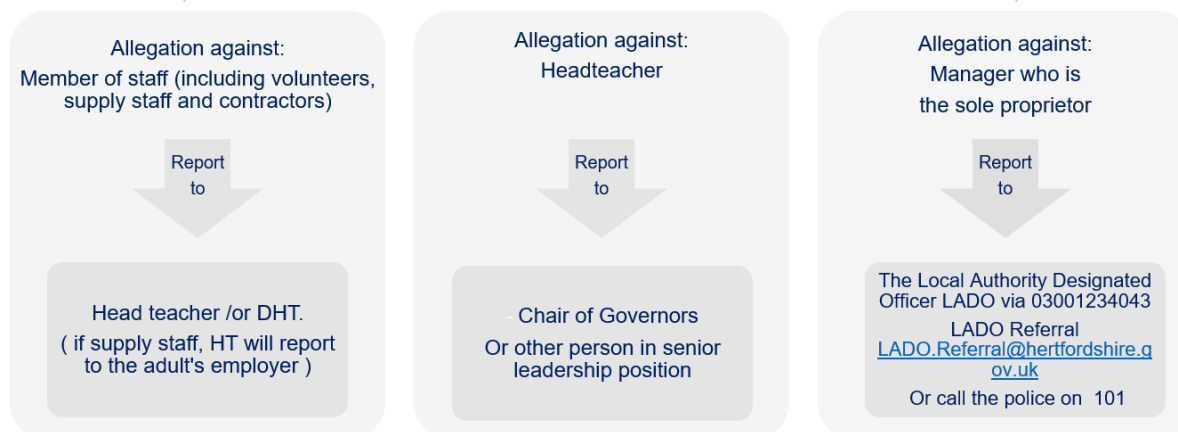 Allegation against:
Member of staff (including volunteers,
supply staff and contractors)
Report
to
Head teacher /or DHT.
( if supply staff, HT will report
to the adult's employer )
Allegation against:
Headteacher
Report
to
- Chair of Governors
Or other person in senior
leadership position
Allegation against:
Manager who is
the sole proprietor
Report
to
The Local Authority Designated
Officer LADO via 03001234043
LADO Referral
LADO.Referral@hertfordshire.g
ov.uk
Or call the police on 101